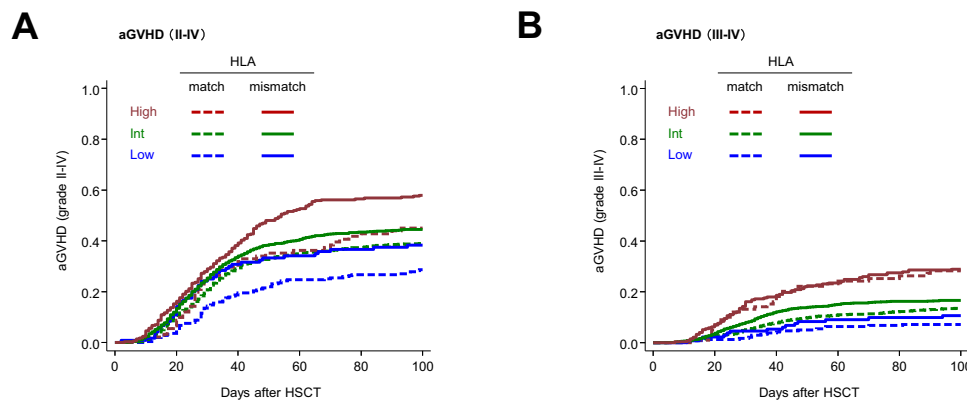 A
aGVHD (II-IV)
HLA
match mismatch
High
Int
Low
aGVHD (grade II-IV)
1.0
0.8
0.6
0.4
0.2
0.0
0 20 40 60 80 100
Days after HSCT
B
aGVHD (III-IV)
HLA
match mismatch
High
Int
Low
aGVHD (grade III-IV)
1.0
0.8
0.6
0.4
0.2
0.0
0 20 40 60 80 100
Days after HSCT